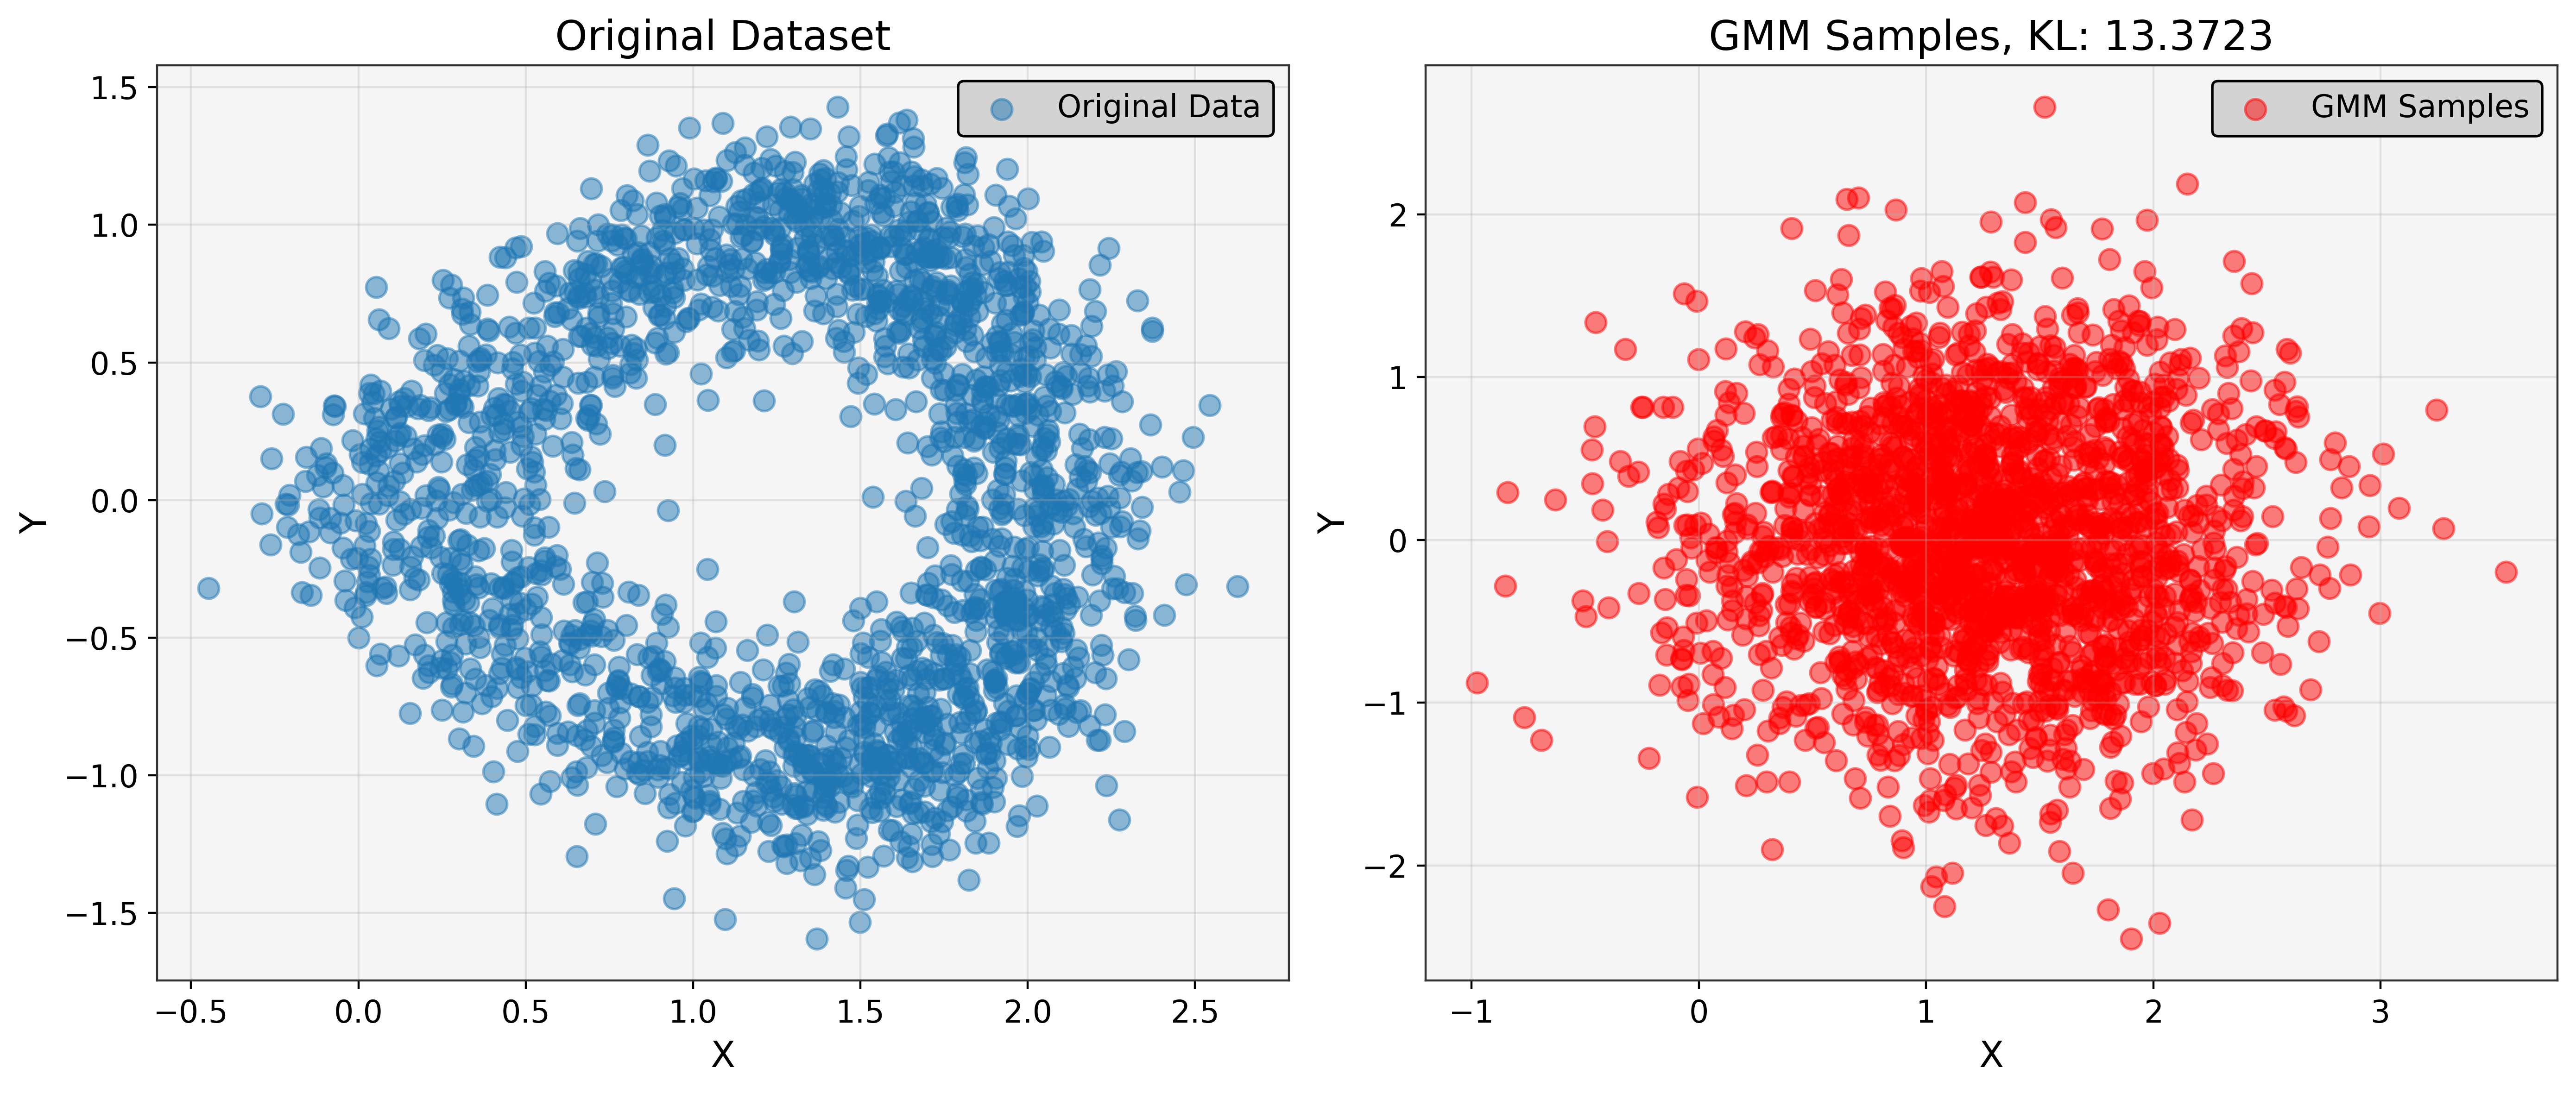 Original Dataset
Original Data
1.5
1.0
0.5
0.0
−0.5
−1.0
−1.5
Y
−0.5 0.0 0.5 1.0 1.5 2.0 2.5
X
GMM Samples, KL: 13.3723
GMM Samples
2
1
0
−1
−2
Y
−1 0 1 2 3
X